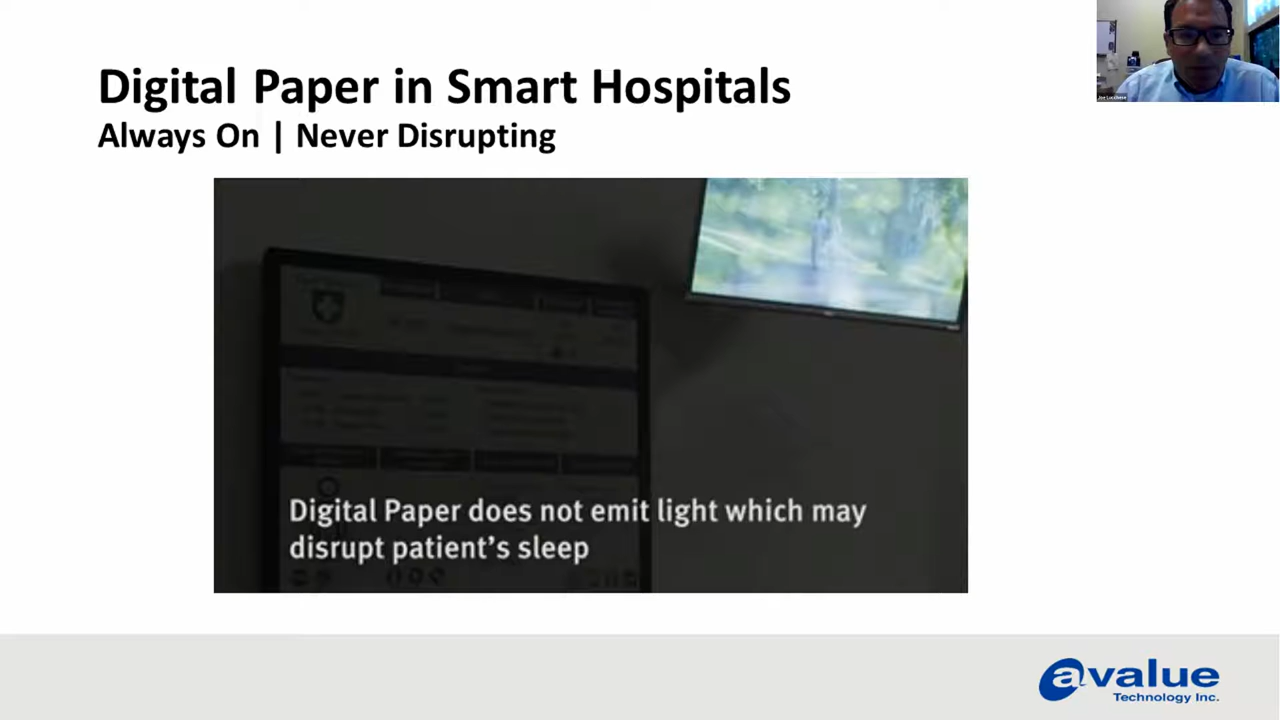 Digital Paper in Smart Hospitals
Always On | Never Disrupting
Digital Paper does not emit light which may
disrupt patient's sleep
avalue
Technology Inc.